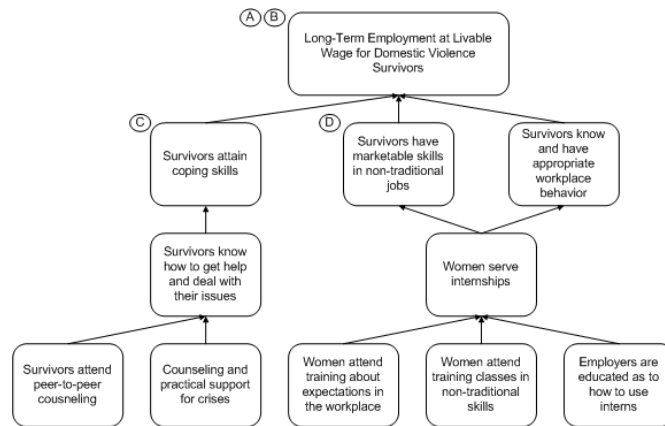 A B
Long-Term Employment at Livable
Wage for Domestic Violence
Survivors
C
Survivors attain
coping skills
D
Survivors have
marketable skills
in non-traditional
jobs
Survivors know
and have
appropriate
workplace
behavior
Survivors know
how to get help
and deal with
their issues
Women serve
internships
Survivors attend
peer-to-peer
cousneling
Counseling and
practical support
for crises
Women attend
training about
expectations in
the workplace
Women attend
training classes in
non-traditional
skills
Employers are
educated as to
how to use
interns